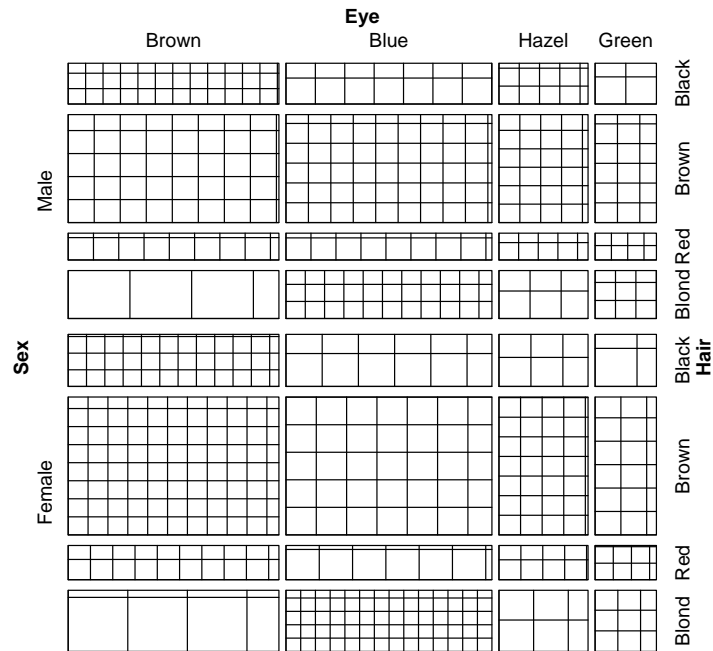 Eye
Brown Blue Hazel Green
Sex
Male
Female
Black
Brown
Red
Blond
Black
Brown
Red
Blond
Hair